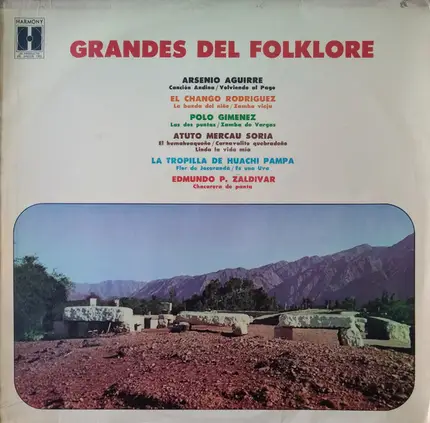 HARMONY
H
GRANDES DEL FOLKLORE
ARSENIO AGUIRRE
Canción Andina / Volviendo al Pago
EL CHANGO RODRIGUEZ
La banda del niño / Zamba vieja
POLO GIMENEZ
Las dos puntas / Zamba de Vargas
ATUTO MERCAU SORIA
El humahuaqueño / Carnavalito quebradeño
Linda la vida mía
LA TROPILLA DE HUACHI PAMPA
Flor de Jacarandá / Es una Uva
EDMUNDO P. ZALDIVAR
Chacarera de ponta